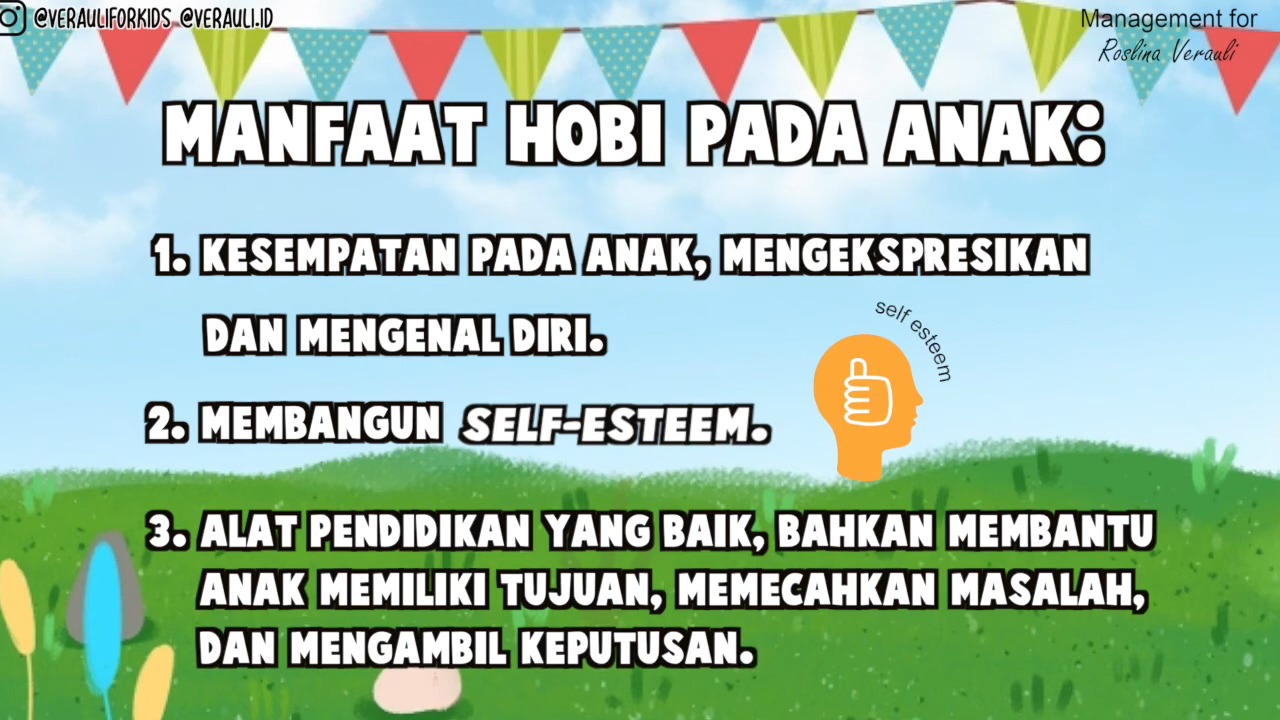 @VERAULIFORKIDS @VERAULI.ID
Management for
Roslina Verauli
MANFAAT HOBI PADA ANAK:
1. KESEMPATAN PADA ANAK, MENGEKSPRESIKAN
DAN MENGENAL DIRI.
self esteem
2. MEMBANGUN SELF-ESTEEM.
3. ALAT PENDIDIKAN YANG BAIK, BAHKAN MEMBANTU
ANAK MEMILIKI TUJUAN, MEMECAHKAN MASALAH,
DAN MENGAMBIL KEPUTUSAN.